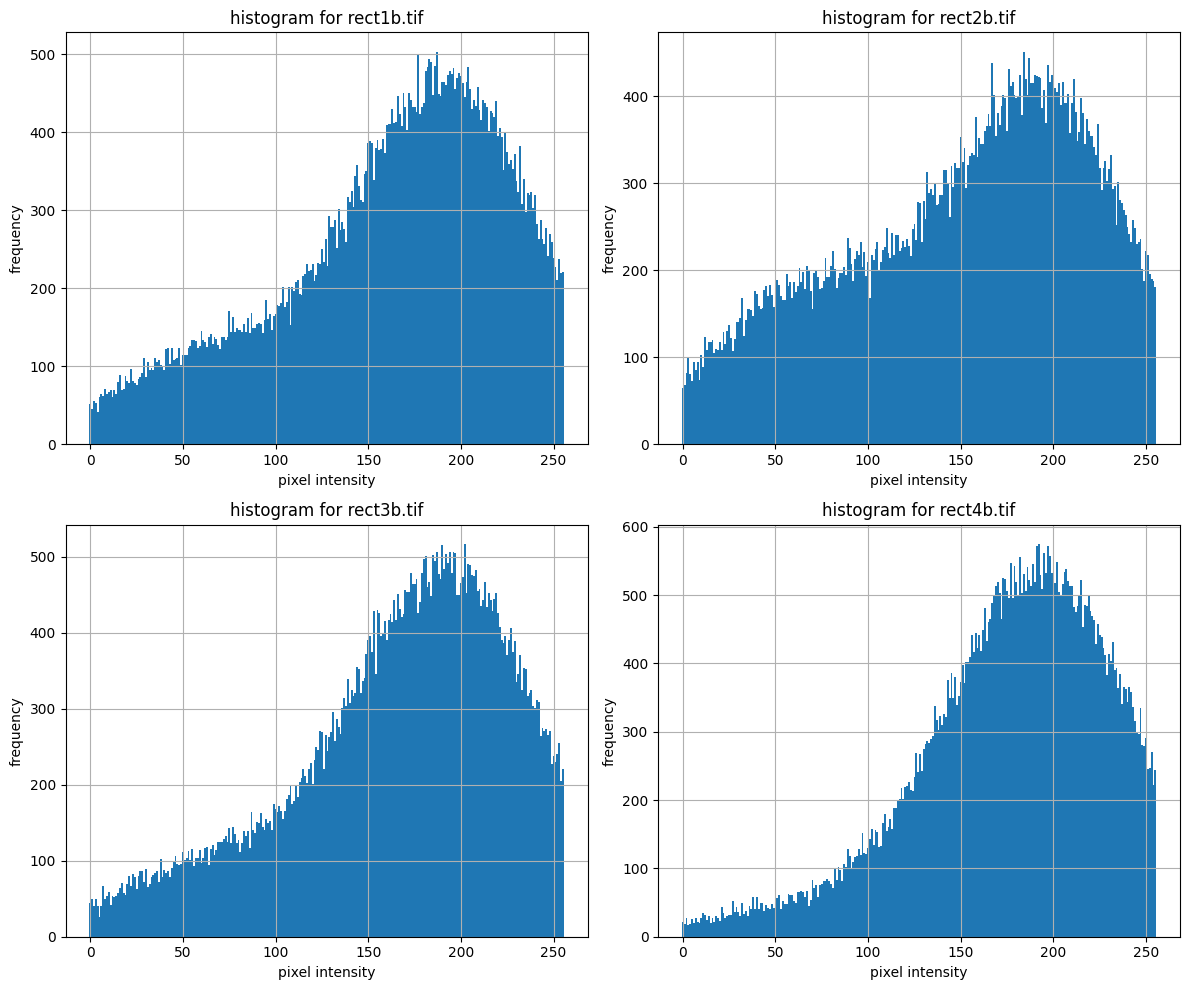 histogram for rect1b.tif
500
400
300
200
100
0
frequency
0 50 100 150 200 250
pixel intensity
histogram for rect2b.tif
400
300
200
100
0
frequency
0 50 100 150 200 250
pixel intensity
histogram for rect3b.tif
500
400
300
200
100
0
frequency
0 50 100 150 200 250
pixel intensity
histogram for rect4b.tif
600
500
400
300
200
100
0
frequency
0 50 100 150 200 250
pixel intensity